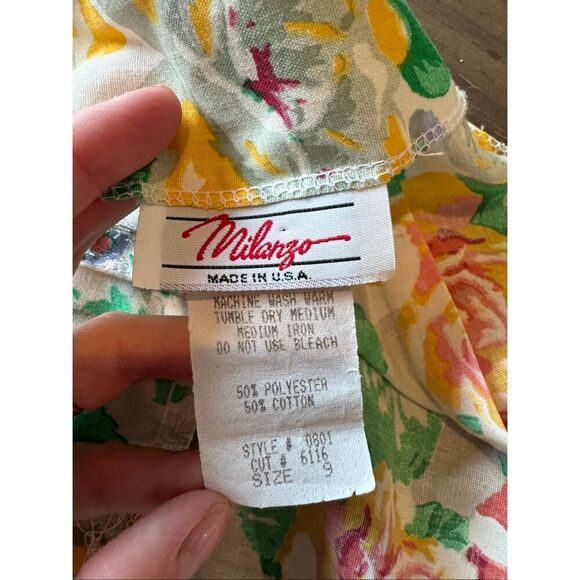 Milanzo
MADE IN U.S.A.
MACHINE WASH WARM
TUMBLE DRY MEDIUM
MEDIUM IRON
DO NOT USE BLEACH
50% POLYESTER
50% COTTON
STYLE # 0801
CUT # 6116
SIZE 9